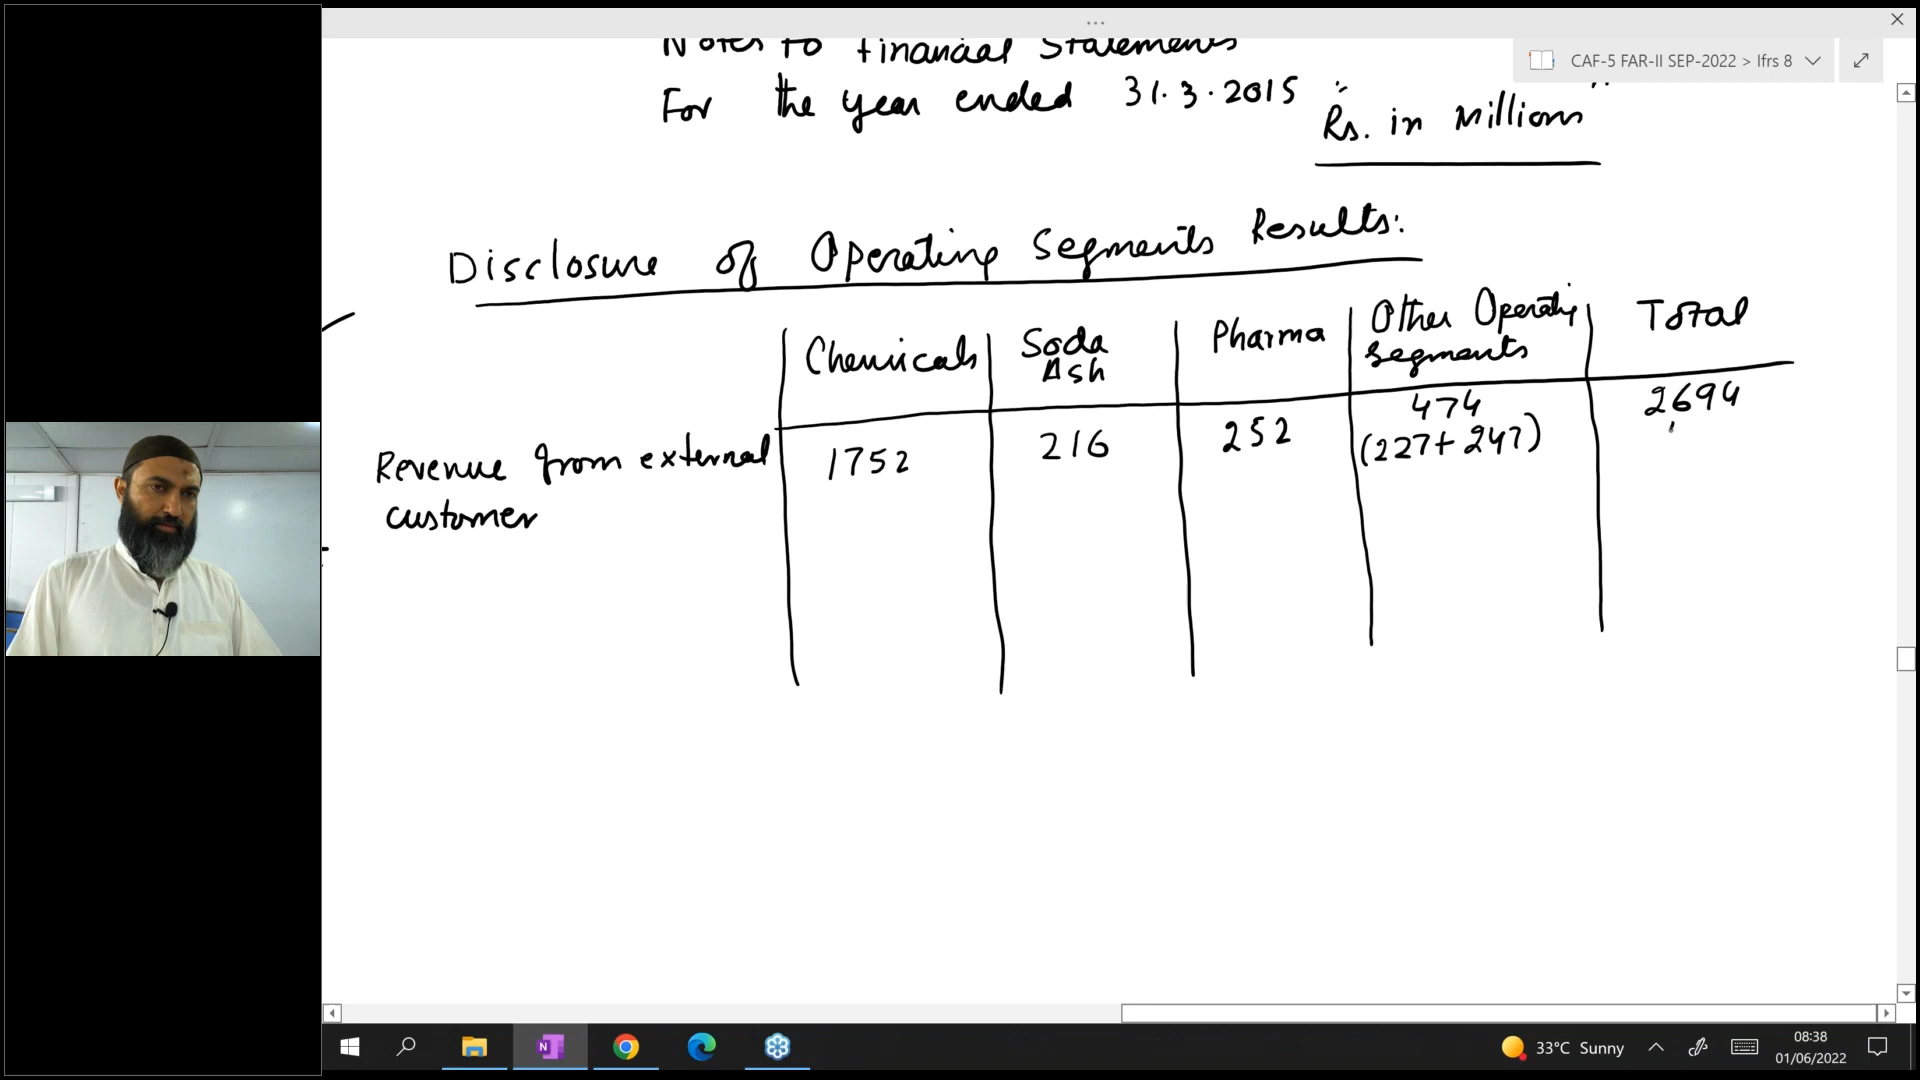 ...
CAF-5 FAR-II SEP-2022 > Ifrs 8
Notes to Financial Statements
For the year ended 31.3.2015
"Rs. in Millions"
Disclosure of Operating Segments Results:
Chemicals
Soda
Ash
Pharma
Other Operating
Segments
Total
Revenue from external
customer
1752
216
252
474
(227+247)
2694
N
33°C Sunny
08:38
01/06/2022